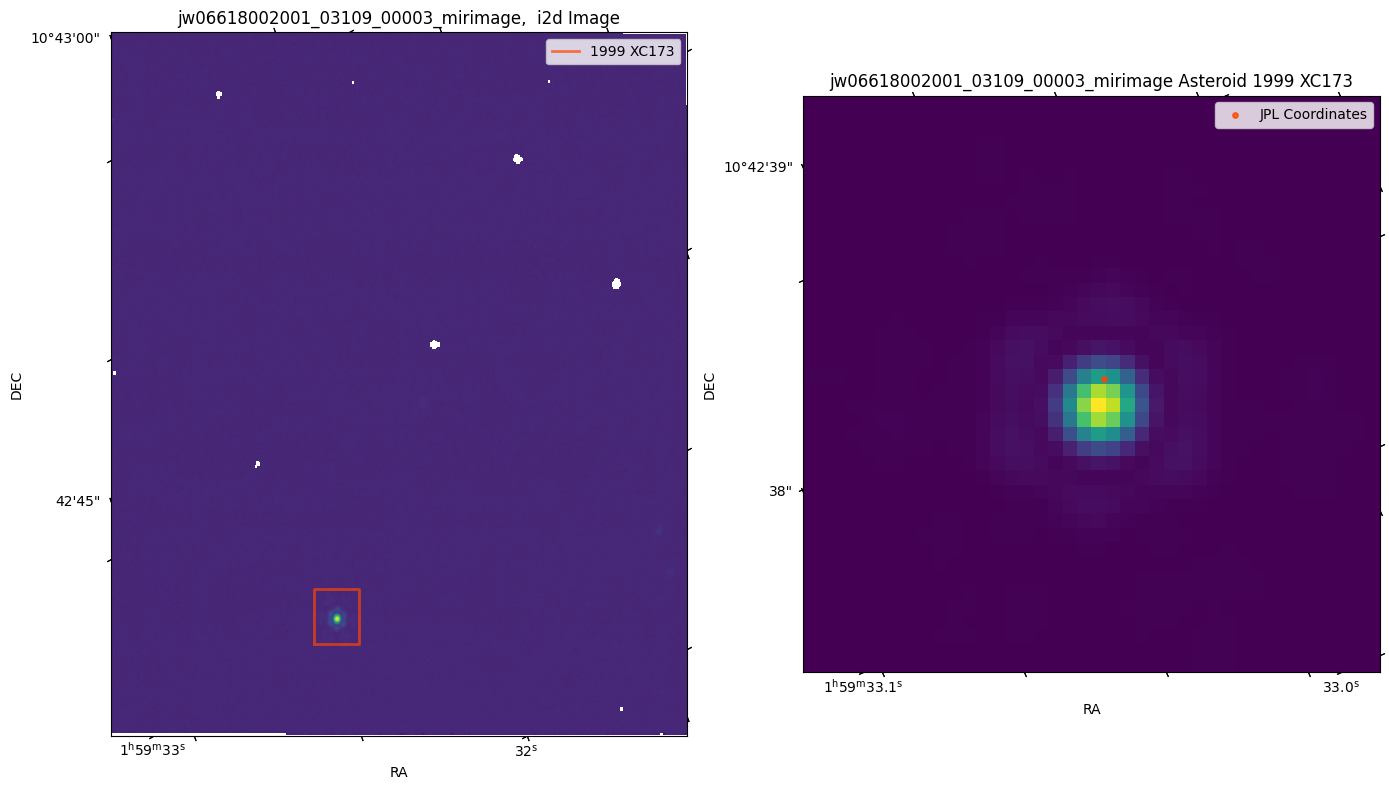 jw06618002001_03109_00003_mirimage,  i2d Image
10°43'00"
1999 XC173
DEC
42'45"
1ʰ59ᵐ33ˢ
32ˢ
RA
jw06618002001_03109_00003_mirimage Asteroid 1999 XC173
JPL Coordinates
10°42'39"
DEC
38"
1ʰ59ᵐ33.1ˢ
33.0ˢ
RA